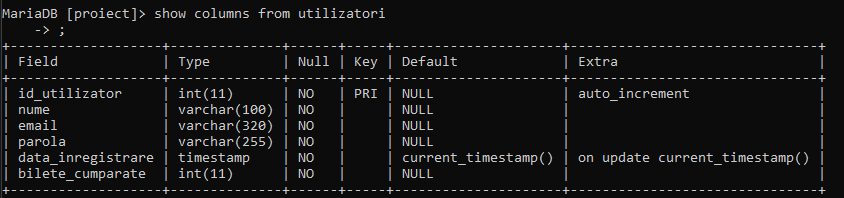 MariaDB [proiect]> show columns from utilizatori
    -> ;
+-------------------+--------------+------+-----+---------------------+-------------------------------+
| Field             | Type         | Null | Key | Default             | Extra                         |
+-------------------+--------------+------+-----+---------------------+-------------------------------+
| id_utilizator     | int(11)      | NO   | PRI | NULL                | auto_increment                |
| nume              | varchar(100) | NO   |     | NULL                |                               |
| email             | varchar(320) | NO   |     | NULL                |                               |
| parola            | varchar(255) | NO   |     | NULL                |                               |
| data_inregistrare | timestamp    | NO   |     | current_timestamp() | on update current_timestamp() |
| bilete_cumparate  | int(11)      | NO   |     | NULL                |                               |
+-------------------+--------------+------+-----+---------------------+-------------------------------+